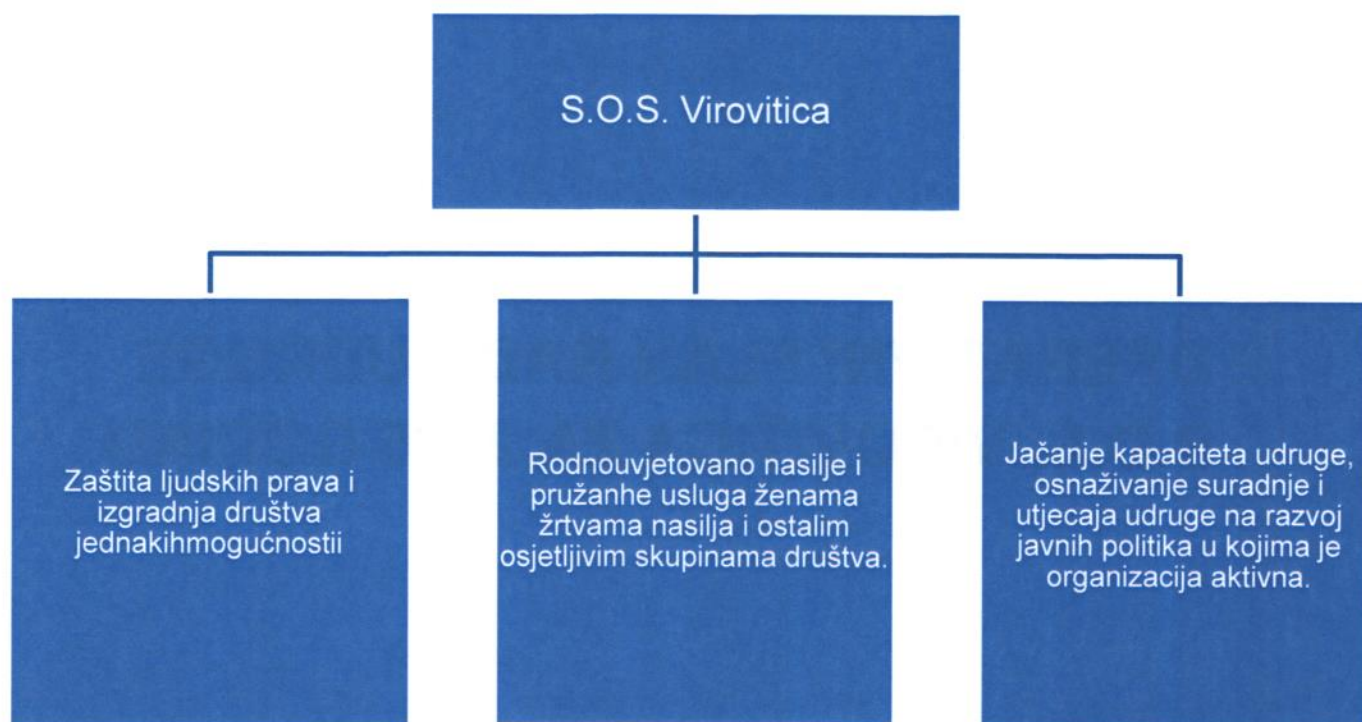 S.O.S. Virovitica
Zaštita ljudskih prava i
izgradnja društva
jednakihmogućnostii
Rodnouvjetovano nasilje i
pružanhe usluga ženama
žrtvama nasilja i ostalim
osjetljivim skupinama društva.
Jačanje kapaciteta udruge,
osnaživanje suradnje i
utjecaja udruge na razvoj
javnih politika u kojima je
organizacija aktivna.